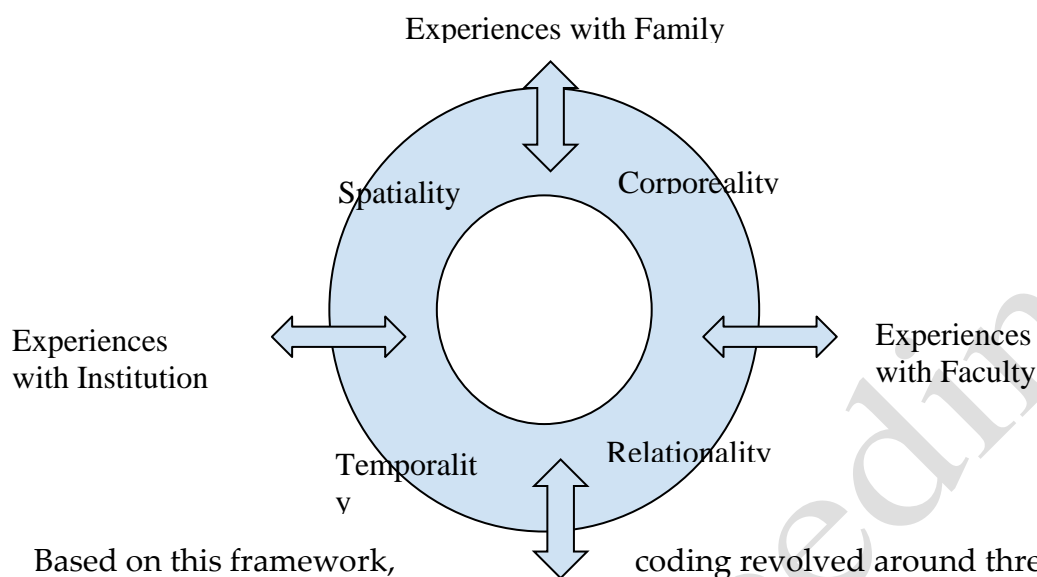 Experiences with Family
Spatiality
Corporeality
Experiences
with Institution
Experiences
with Faculty
Temporalit
y
Relationality
Based on this framework, coding revolved around thre
edin